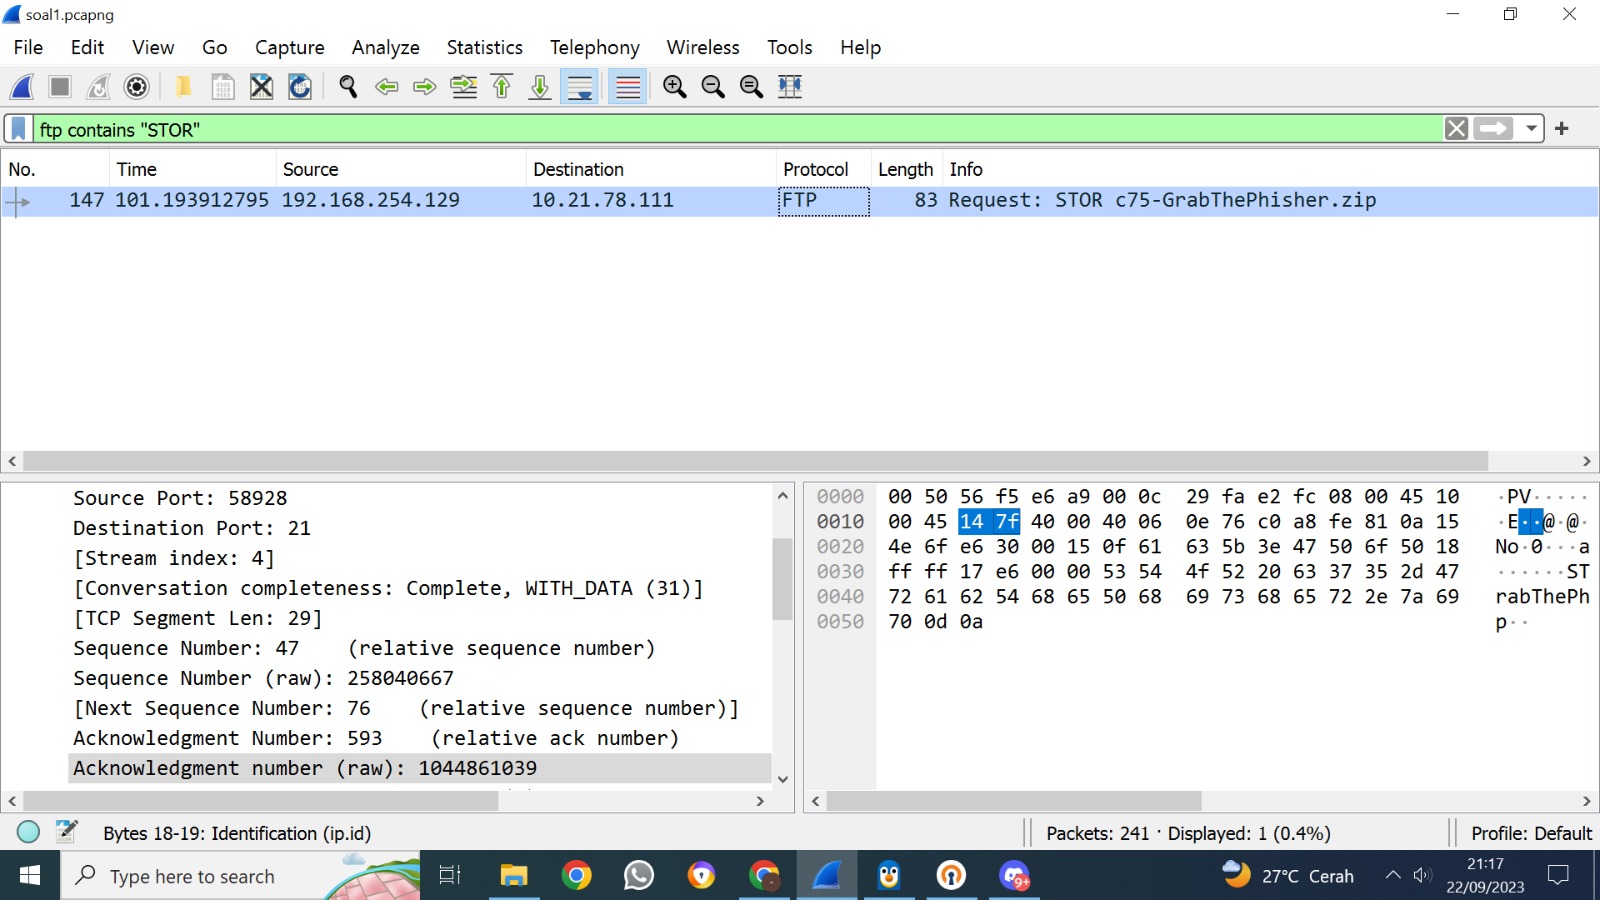 soal1.pcapng
File Edit View Go Capture Analyze Statistics Telephony Wireless Tools Help
ftp contains "STOR"
No. Time Source Destination Protocol Length Info
147 101.193912795 192.168.254.129 10.21.78.111 FTP 83 Request: STOR c75-GrabThePhisher.zip
Source Port: 58928
Destination Port: 21
[Stream index: 4]
[Conversation completeness: Complete, WITH_DATA (31)]
[TCP Segment Len: 29]
Sequence Number: 47 (relative sequence number)
Sequence Number (raw): 258040667
[Next Sequence Number: 76 (relative sequence number)]
Acknowledgment Number: 593 (relative ack number)
Acknowledgment number (raw): 1044861039
0000 00 50 56 f5 e6 a9 00 0c 29 fa e2 fc 08 00 45 10 ·PV·····
0010 00 45 14 7f 40 00 40 06 0e 76 c0 a8 fe 81 0a 15 ·E··@·@·
0020 4e 6f e6 30 00 15 0f 61 63 5b 3e 47 50 6f 50 18 No·0···a
0030 ff ff 17 e6 00 00 53 54 4f 52 20 63 37 35 2d 47 ······ST
0040 72 61 62 54 68 65 50 68 69 73 68 65 72 2e 7a 69 rabThePh
0050 70 0d 0a p··
Bytes 18-19: Identification (ip.id) Packets: 241 · Displayed: 1 (0.4%) Profile: Default
Type here to search 9+ 27°C Cerah 21:17
22/09/2023